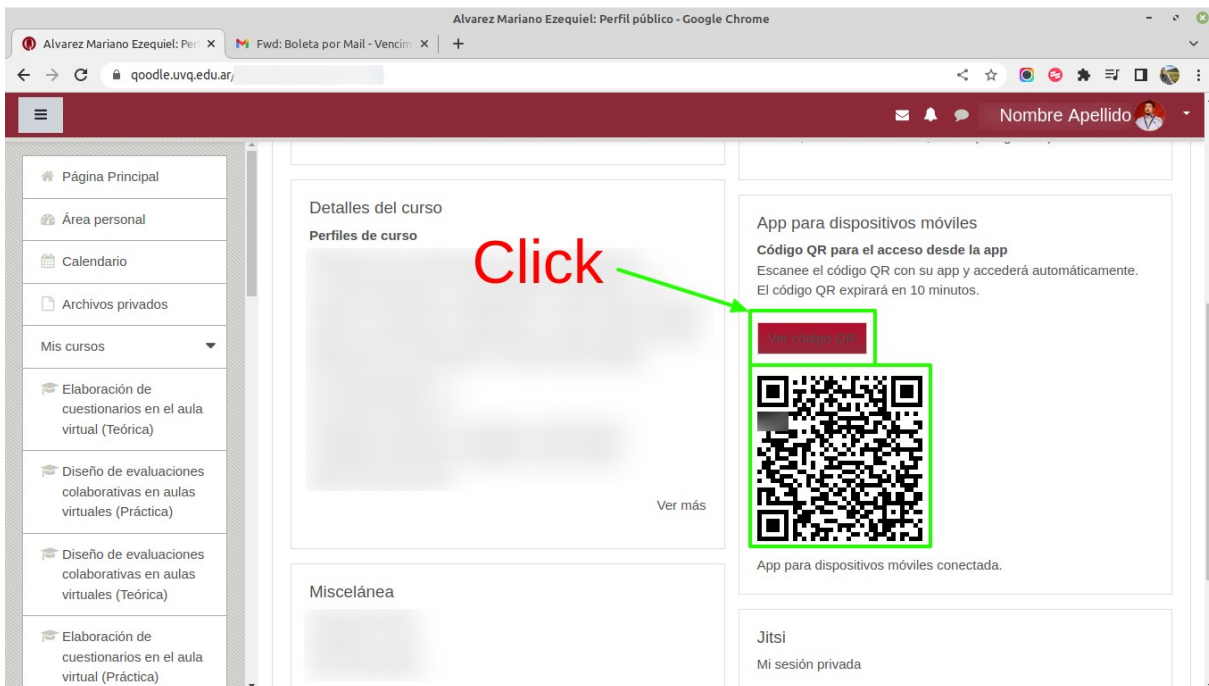 Alvarez Mariano Ezequiel: Perfil público - Google Chrome
Alvarez Mariano Ezequiel: Per
Fwd: Boleta por Mail - Vencim
qoodle.uvq.edu.ar/
Nombre Apellido
Página Principal
Área personal
Calendario
Archivos privados
Mis cursos
Elaboración de
cuestionarios en el aula
virtual (Teórica)
Diseño de evaluaciones
colaborativas en aulas
virtuales (Práctica)
Diseño de evaluaciones
colaborativas en aulas
virtuales (Teórica)
Elaboración de
cuestionarios en el aula
virtual (Práctica)
Detalles del curso
Perfiles de curso
Click
Ver más
Miscelánea
App para dispositivos móviles
Código QR para el acceso desde la app
Escanee el código QR con su app y accederá automáticamente.
El código QR expirará en 10 minutos.
Ver código QR
App para dispositivos móviles conectada.
Jitsi
Mi sesión privada